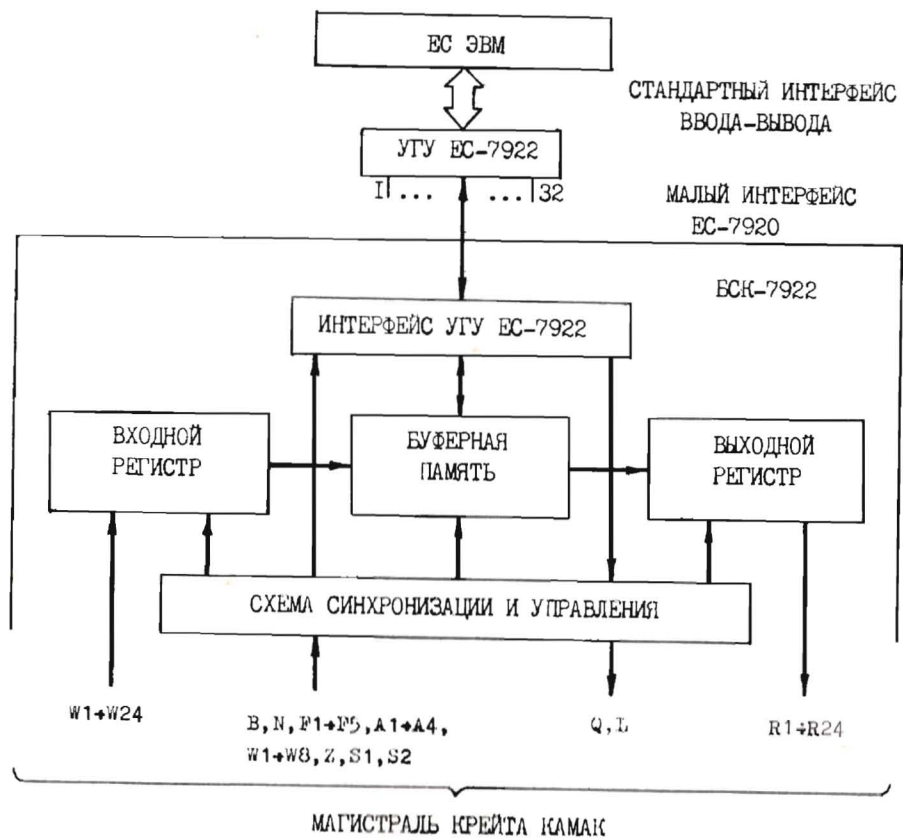 ЕС ЭВМ
СТАНДАРТНЫЙ ИНТЕРФЕЙС
ВВОДА-ВЫВОДА
УГУ ЕС-7922
I ... ... 32
МАЛЫЙ ИНТЕРФЕЙС
ЕС-7920
БСК-7922
ИНТЕРФЕЙС УГУ ЕС-7922
ВХОДНОЙ
РЕГИСТР
БУФЕРНАЯ
ПАМЯТЬ
ВЫХОДНОЙ
РЕГИСТР
СХЕМА СИНХРОНИЗАЦИИ И УПРАВЛЕНИЯ
W1÷W24
B,N,F1÷F5,A1÷A4,
W1÷W8,Z,S1,S2
Q,L
R1÷R24
МАГИСТРАЛЬ КРЕЙТА КАМАК